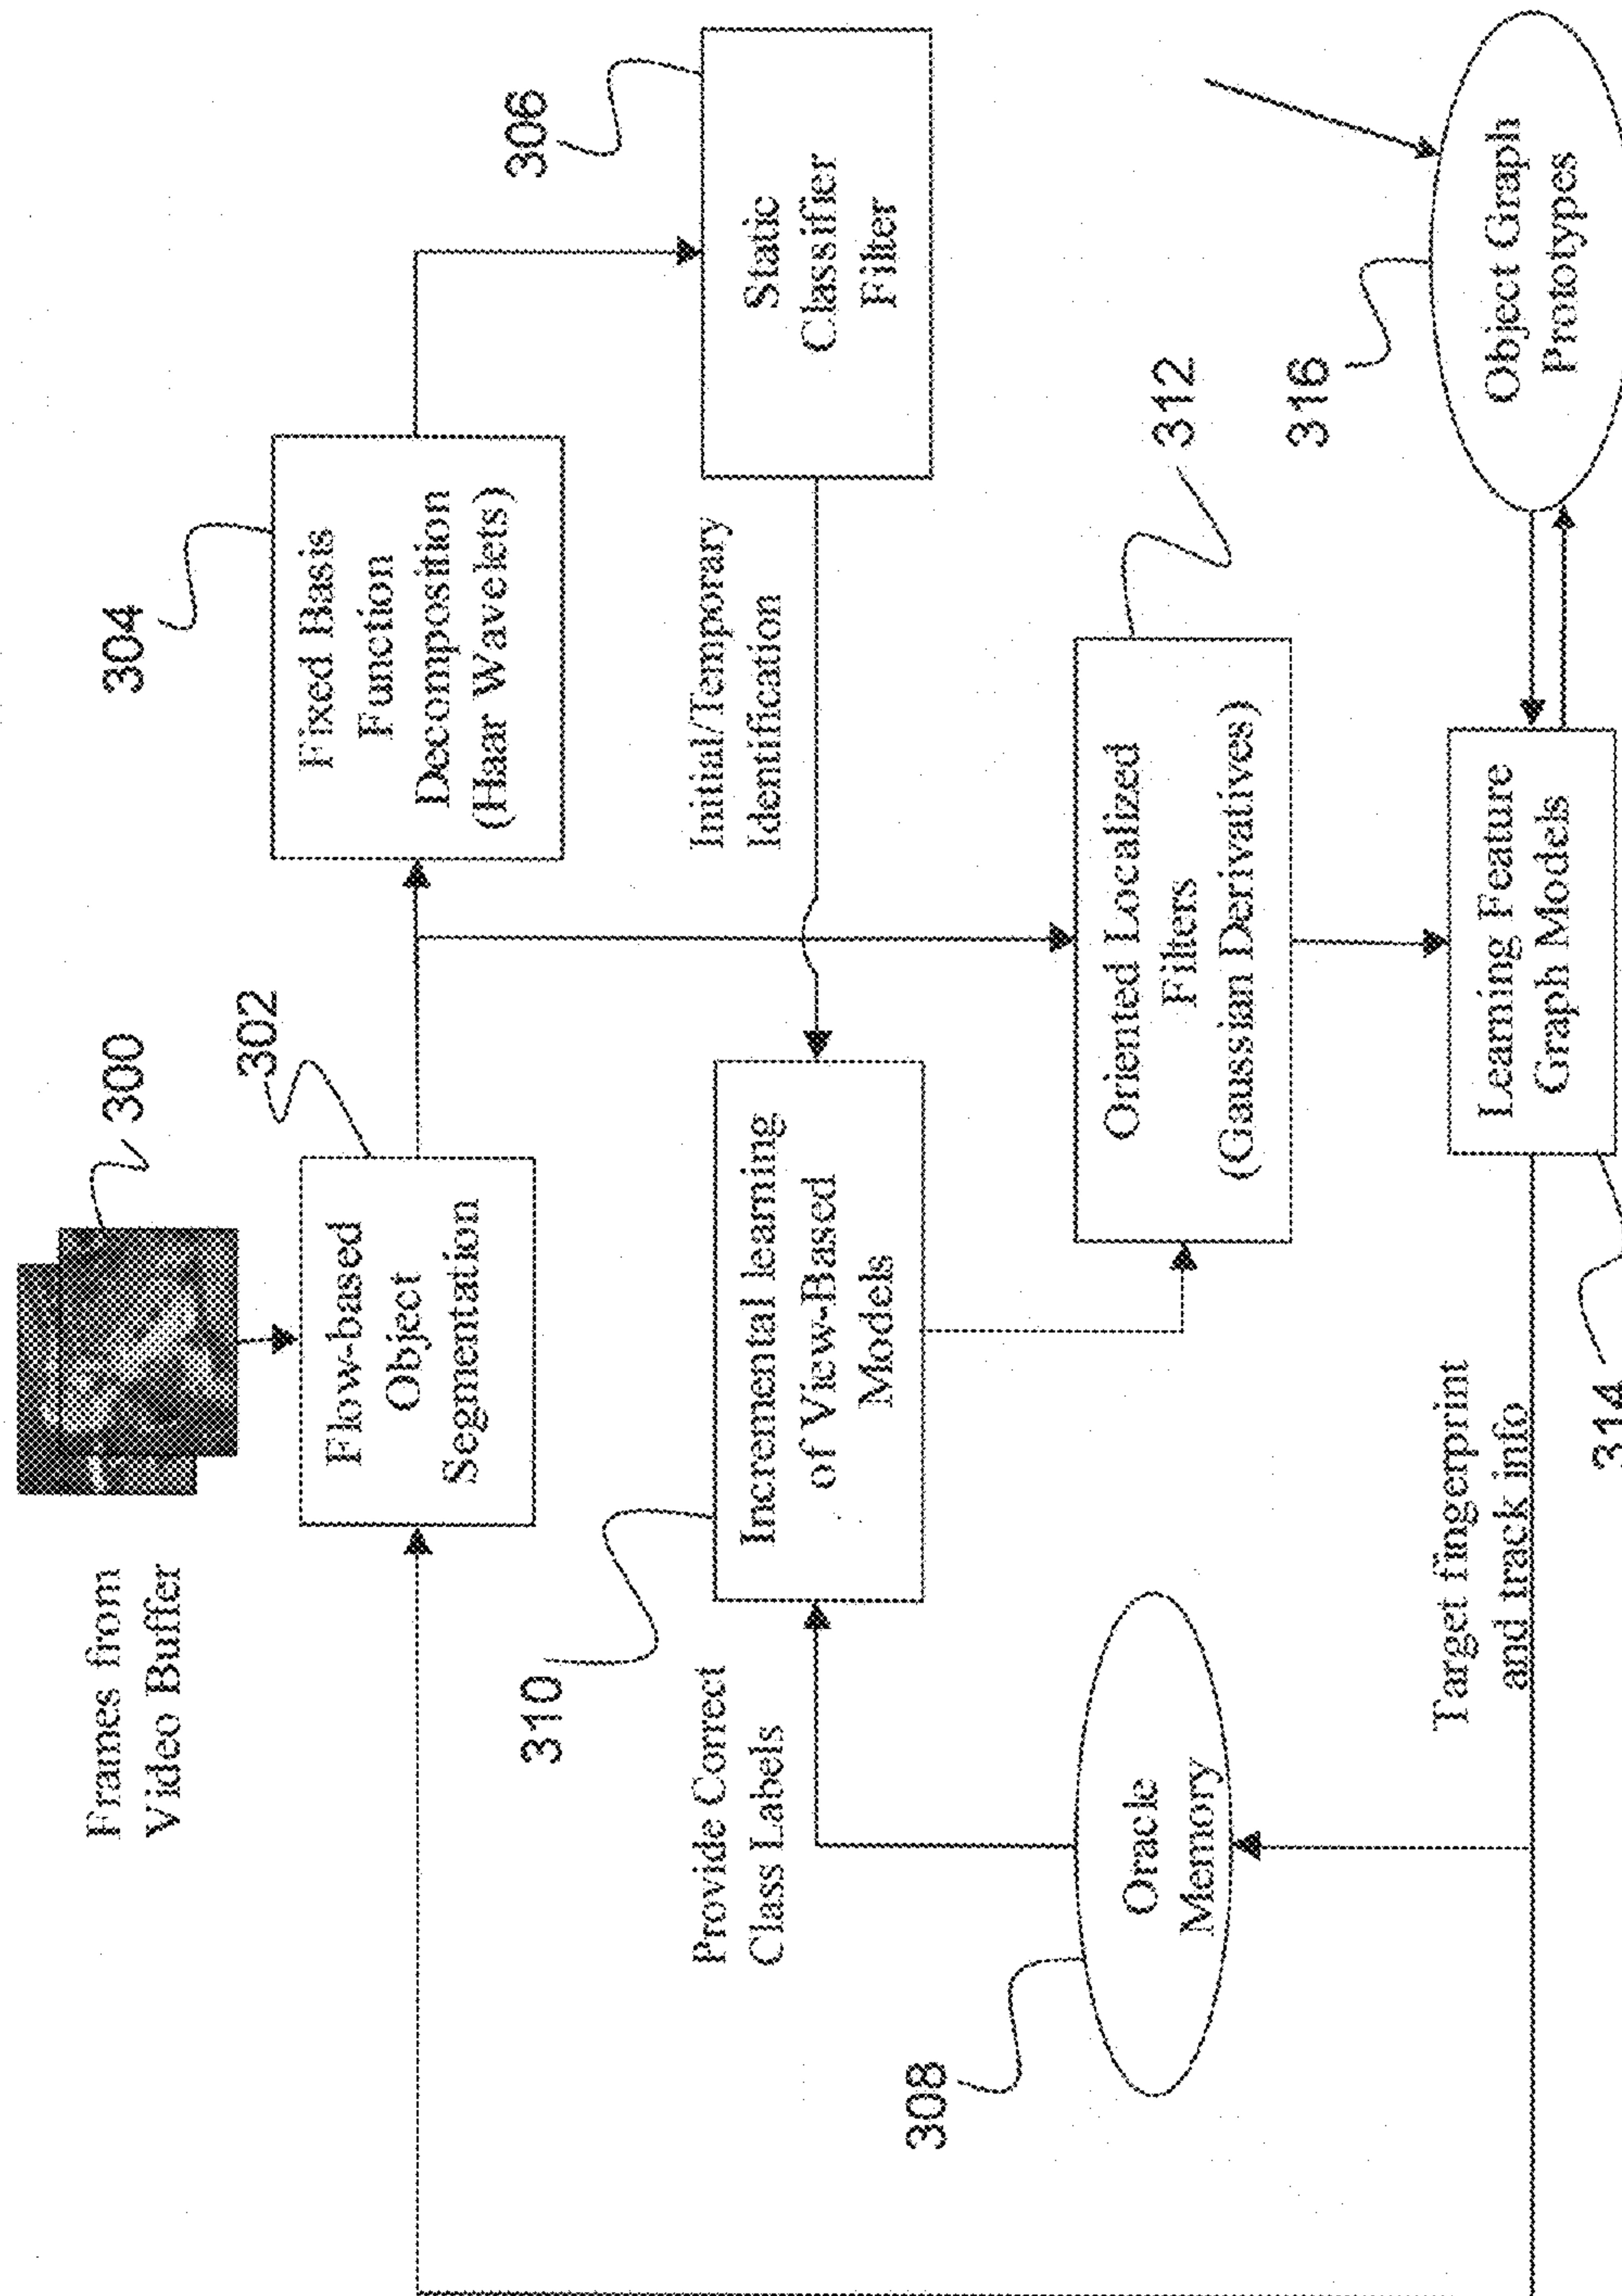 Frames from
Video Buffer
300
302
Flow-based
Object
Segmentation
304
Fixed Basis
Function
Decomposition
(Haar Wavelets)
306
Static
Classifier
Filter
Initial/Temporary
Identification
310
Incremental learning
of View-Based
Models
Provide Correct
Class Labels
308
Oracle
Memory
312
Oriented Localized
Filters
(Gaussian Derivatives)
314
Learning Feature
Graph Models
316
Object Graph
Prototypes
Target fingerprint
and track info